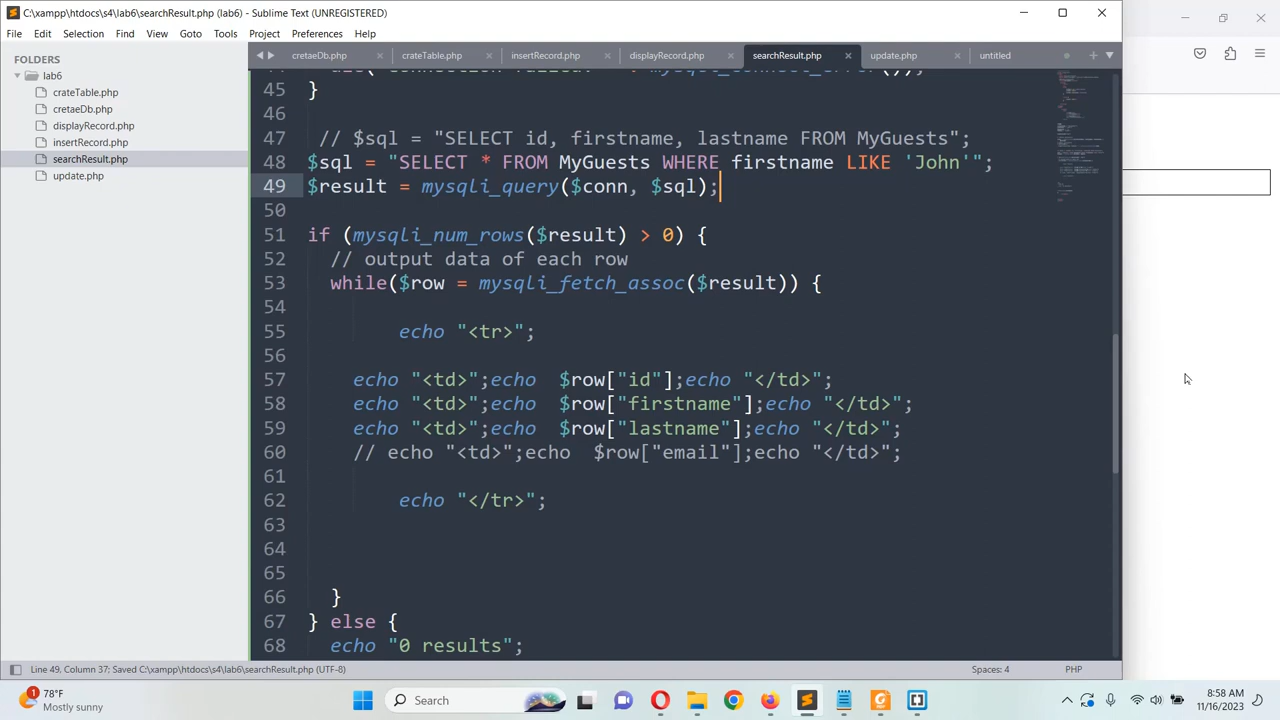 C:\xampp\htdocs\s4\lab6\searchResult.php (lab6) - Sublime Text (UNREGISTERED)
File Edit Selection Find View Goto Tools Project Preferences Help
FOLDERS
lab6
crateTable.php
cretaeDb.php
displayRecord.php
insertRecord.php
searchResult.php
update.php
cretaeDb.php crateTable.php insertRecord.php displayRecord.php searchResult.php update.php untitled
45 }
46
47 // $sql = "SELECT id, firstname, lastname FROM MyGuests";
48 $sql = "SELECT * FROM MyGuests WHERE firstname LIKE 'John'";
49 $result = mysqli_query($conn, $sql);
50
51 if (mysqli_num_rows($result) > 0) {
52 // output data of each row
53 while($row = mysqli_fetch_assoc($result)) {
54
55 echo "<tr>";
56
57 echo "<td>";echo  $row["id"];echo "</td>";
58 echo "<td>";echo  $row["firstname"];echo "</td>";
59 echo "<td>";echo  $row["lastname"];echo "</td>";
60 // echo "<td>";echo  $row["email"];echo "</td>";
61
62 echo "</tr>";
63
64
65
66 }
67 } else {
68 echo "0 results";
Line 49, Column 37; Saved C:\xampp\htdocs\s4\lab6\searchResult.php (UTF-8) Spaces: 4 PHP
1
78°F
Mostly sunny
Search
8:58 AM
11/16/2023